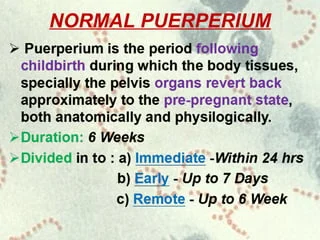 NORMAL PUERPERIUM
➢ Puerperium is the period following
childbirth during which the body tissues,
specially the pelvis organs revert back
approximately to the pre-pregnant state,
both anatomically and physilogically.
➢Duration: 6 Weeks
➢Divided in to : a) Immediate -Within 24 hrs
b) Early - Up to 7 Days
c) Remote - Up to 6 Week